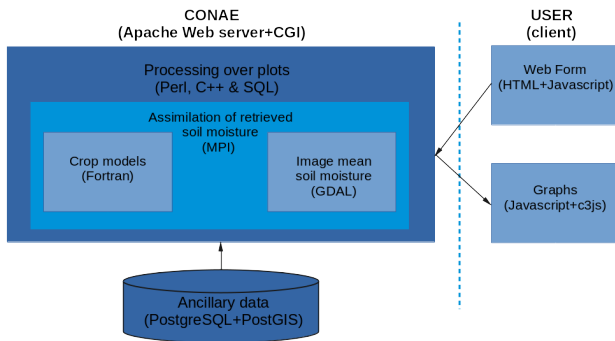 CONAE
(Apache Web server+CGI)
USER
(client)
Processing over plots
(Perl, C++ & SQL)
Assimilation of retrieved
soil moisture
(MPI)
Crop models
(Fortran)
Image mean
soil moisture
(GDAL)
Web Form
(HTML+Javascript)
Graphs
(Javascript+c3js)
Ancillary data
(PostgreSQL+PostGIS)